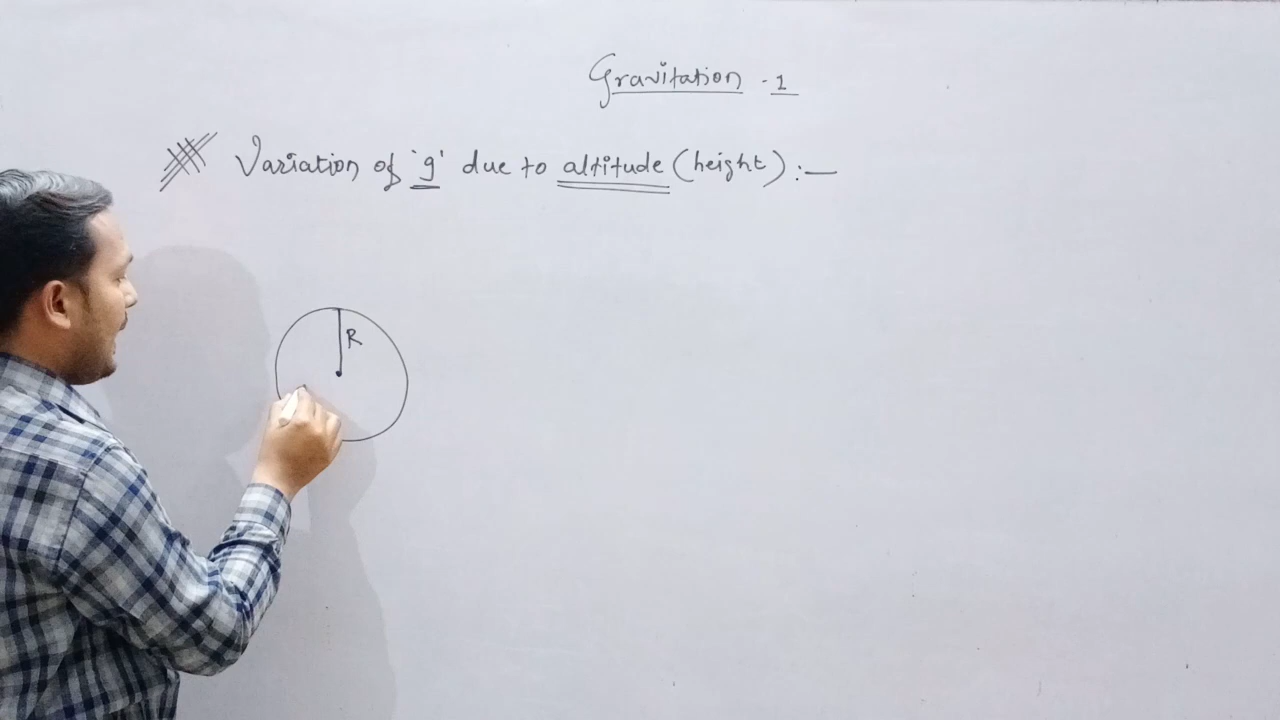 Gravitation - 1
Variation of 'g' due to altitude (height) :—
R